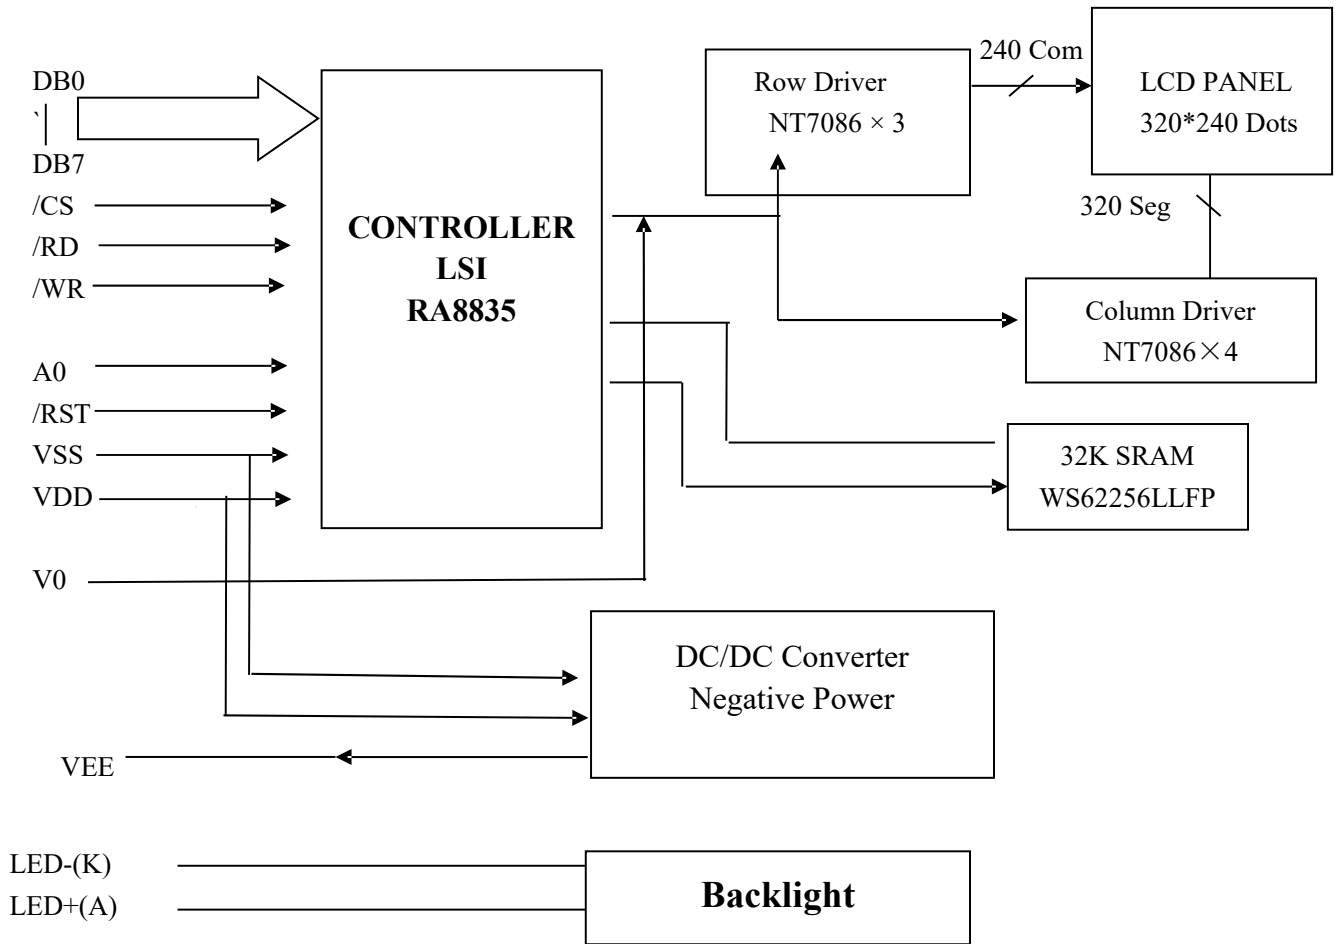 DB0
`|
DB7
/CS
/RD
/WR
A0
/RST
VSS
VDD
V0
CONTROLLER
LSI
RA8835
Row Driver
NT7086 × 3
240 Com
LCD PANEL
320*240 Dots
320 Seg
Column Driver
NT7086×4
32K SRAM
WS62256LLFP
DC/DC Converter
Negative Power
VEE
LED-(K)
LED+(A)
Backlight